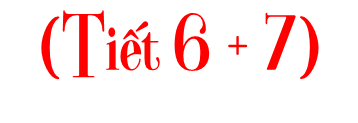 (Tiết 6 + 7)